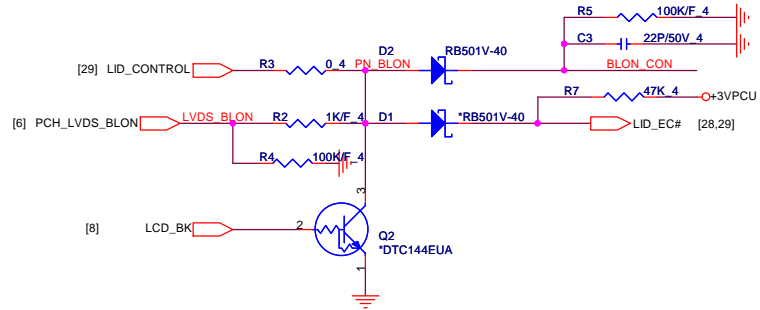 R5 100K/F_4
C3 22P/50V_4
D2 RB501V-40
[29] LID_CONTROL R3 0_4 PN_BLON BLON_CON
R7 47K_4 +3VPCU
[6] PCH_LVDS_BLON LVDS_BLON R2 1K/F_4 D1 *RB501V-40 LID_EC# [28,29]
R4 100K/F_4
3
[8] LCD_BK 2 Q2
*DTC144EUA
1